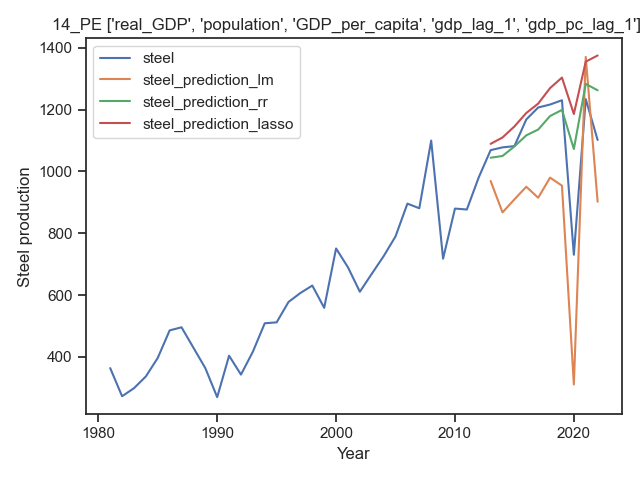 14_PE ['real_GDP', 'population', 'GDP_per_capita', 'gdp_lag_1', 'gdp_pc_lag_1']
steel
steel_prediction_lm
steel_prediction_rr
steel_prediction_lasso
1400
1200
1000
800
600
400
Steel production
1980
1990
2000
2010
2020
Year